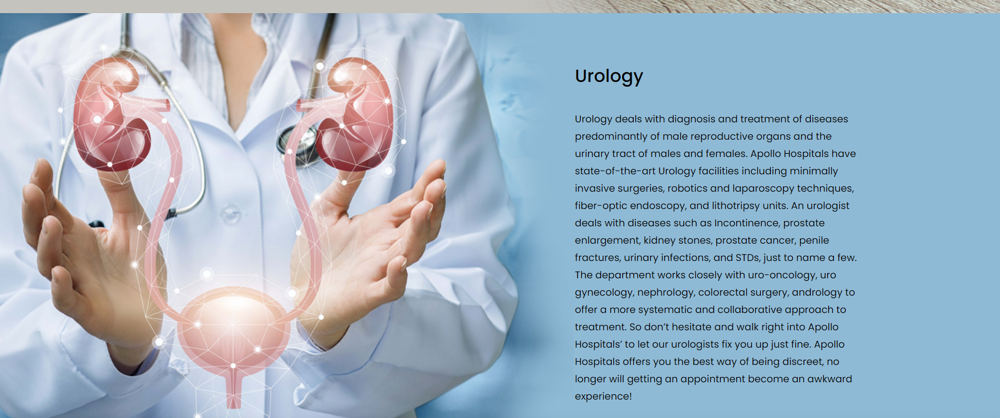 Urology
Urology deals with diagnosis and treatment of diseases
predominantly of male reproductive organs and the
urinary tract of males and females. Apollo Hospitals have
state-of-the-art Urology facilities including minimally
invasive surgeries, robotics and laparoscopy techniques,
fiber-optic endoscopy, and lithotripsy units. An urologist
deals with diseases such as Incontinence, prostate
enlargement, kidney stones, prostate cancer, penile
fractures, urinary infections, and STDs, just to name a few.
The department works closely with uro-oncology, uro
gynecology, nephrology, colorectal surgery, andrology to
offer a more systematic and collaborative approach to
treatment. So don’t hesitate and walk right into Apollo
Hospitals’ to let our urologists fix you up just fine. Apollo
Hospitals offers you the best way of being discreet, no
longer will getting an appointment become an awkward
experience!